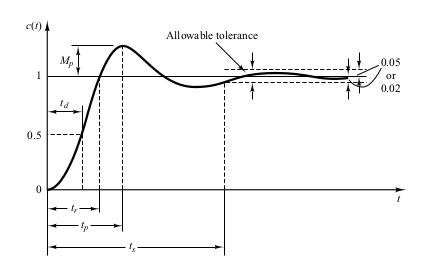 c(t)
Allowable tolerance
M_p
1
0.05
or
0.02
t_d
0.5
0
t
t_r
t_p
t_s